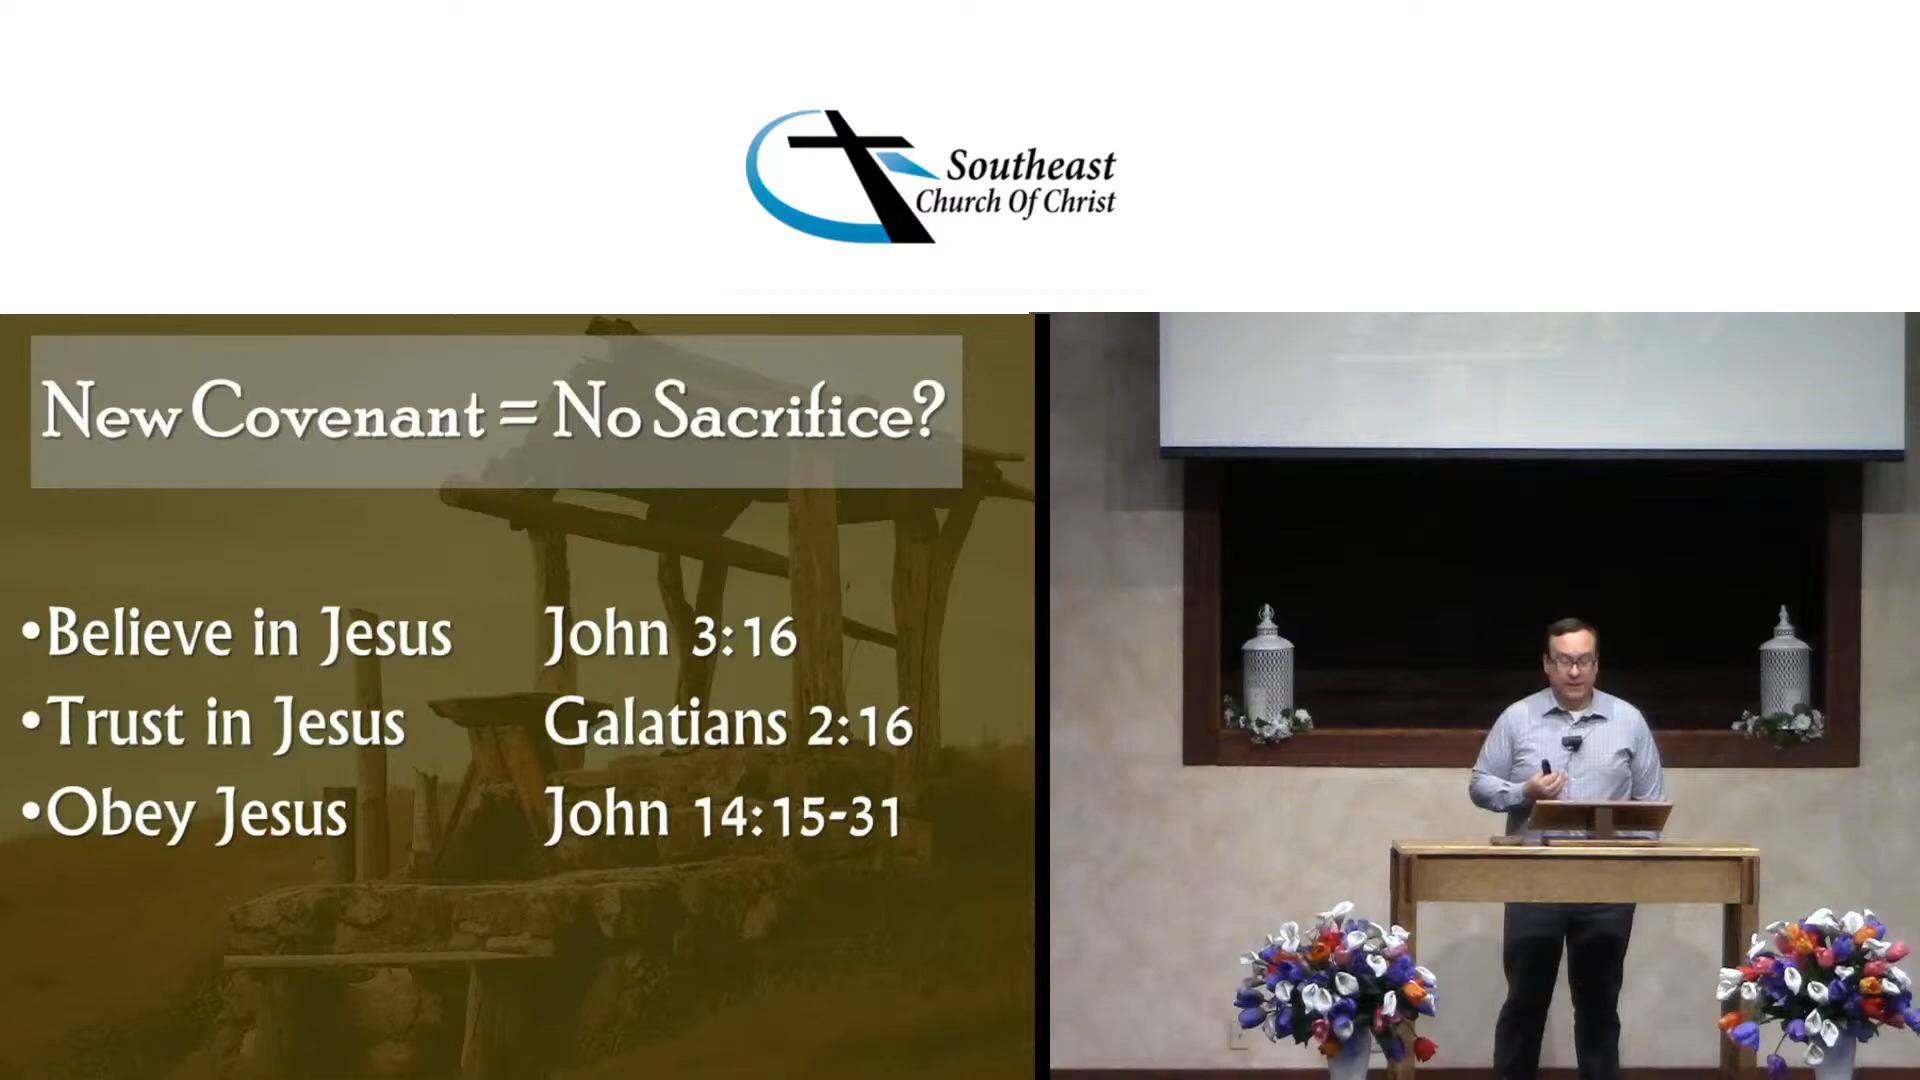 Southeast
Church Of Christ
New Covenant = No Sacrifice?
•Believe in Jesus John 3:16
•Trust in Jesus Galatians 2:16
•Obey Jesus John 14:15-31